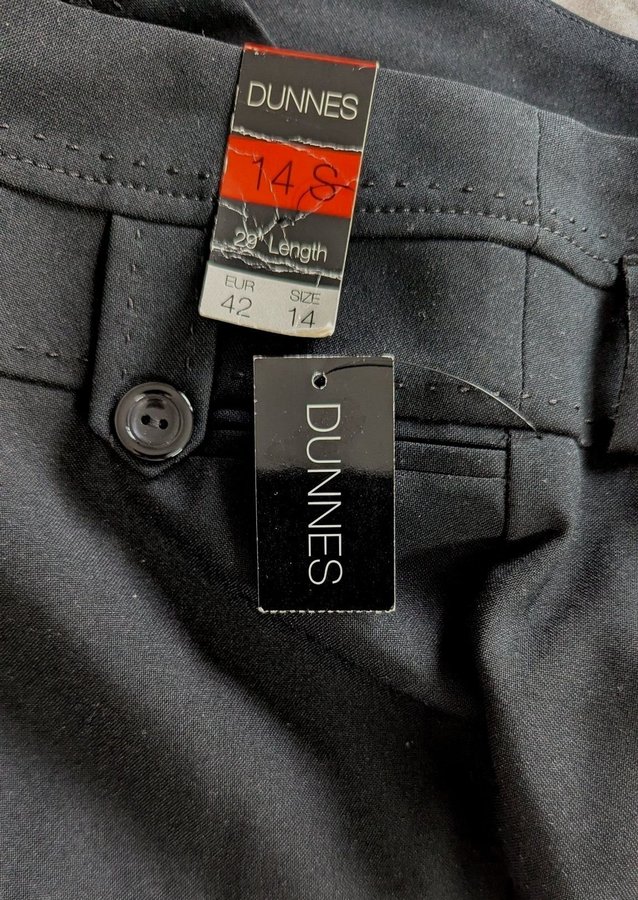 DUNNES
14 S
29" Length
EUR
42
SIZE
14
DUNNES